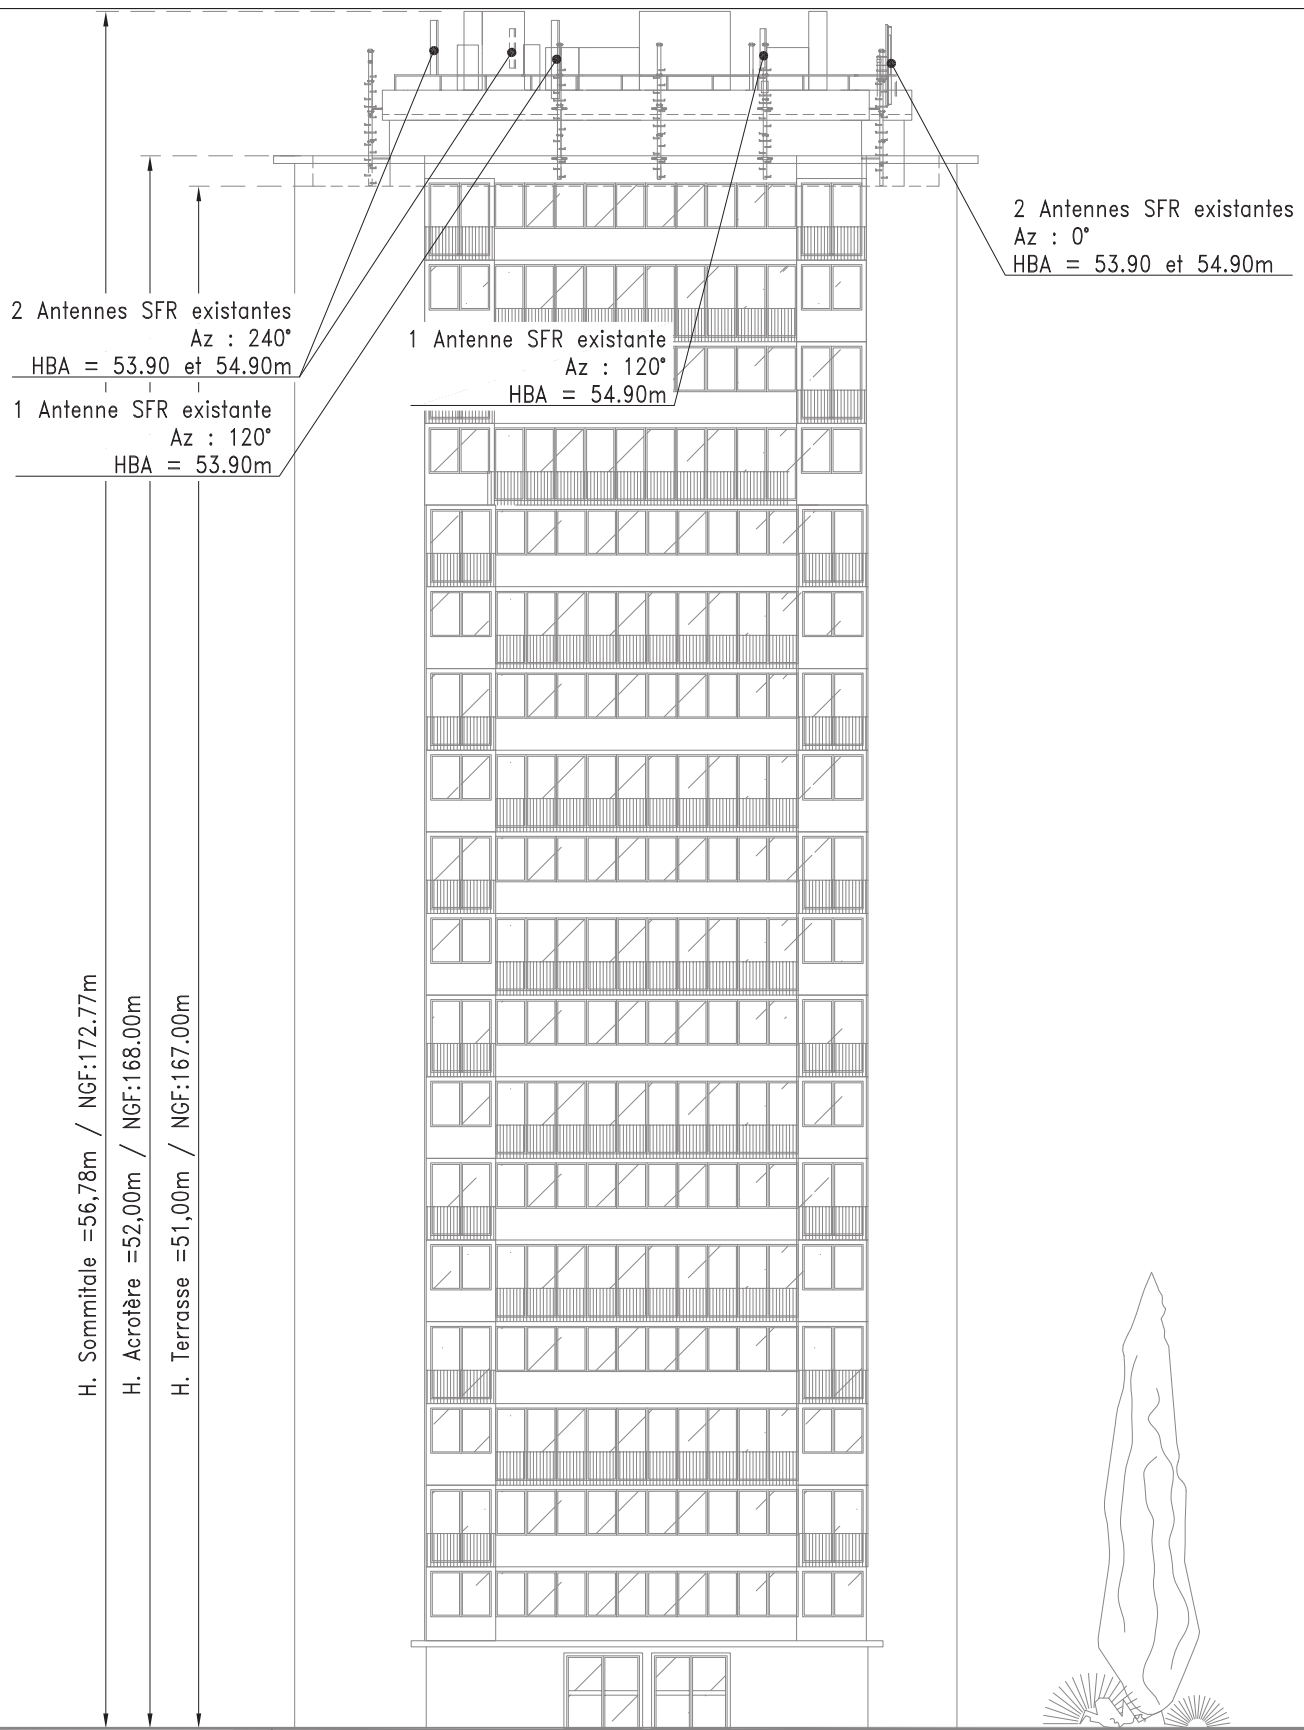 2 Antennes SFR existantes
Az : 0°
HBA = 53.90 et 54.90m
2 Antennes SFR existantes
Az : 240°
HBA = 53.90 et 54.90m
1 Antenne SFR existante
Az : 120°
HBA = 54.90m
1 Antenne SFR existante
Az : 120°
HBA = 53.90m
H. Sommitale =56,78m / NGF:172.77m
H. Acrotère =52,00m / NGF:168.00m
H. Terrasse =51,00m / NGF:167.00m